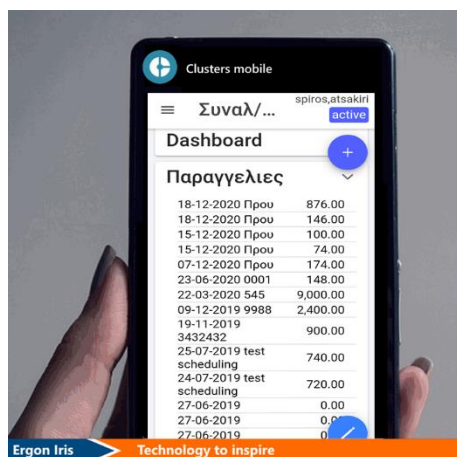 Clusters mobile
spiros,atsakiri
Συναλ/...
active
Dashboard
+
Παραγγελιες
18-12-2020 Πρου 876.00
18-12-2020 Πρου 146.00
15-12-2020 Πρου 100.00
15-12-2020 Πρου 74.00
07-12-2020 Πρου 174.00
23-06-2020 0001 148.00
22-03-2020 545 9,000.00
09-12-2019 9988 2,400.00
19-11-2019
3432432 900.00
25-07-2019 test
scheduling 740.00
24-07-2019 test
scheduling 720.00
27-06-2019 0.00
27-06-2019
27-06-2019
Ergon Iris
Technology to inspire